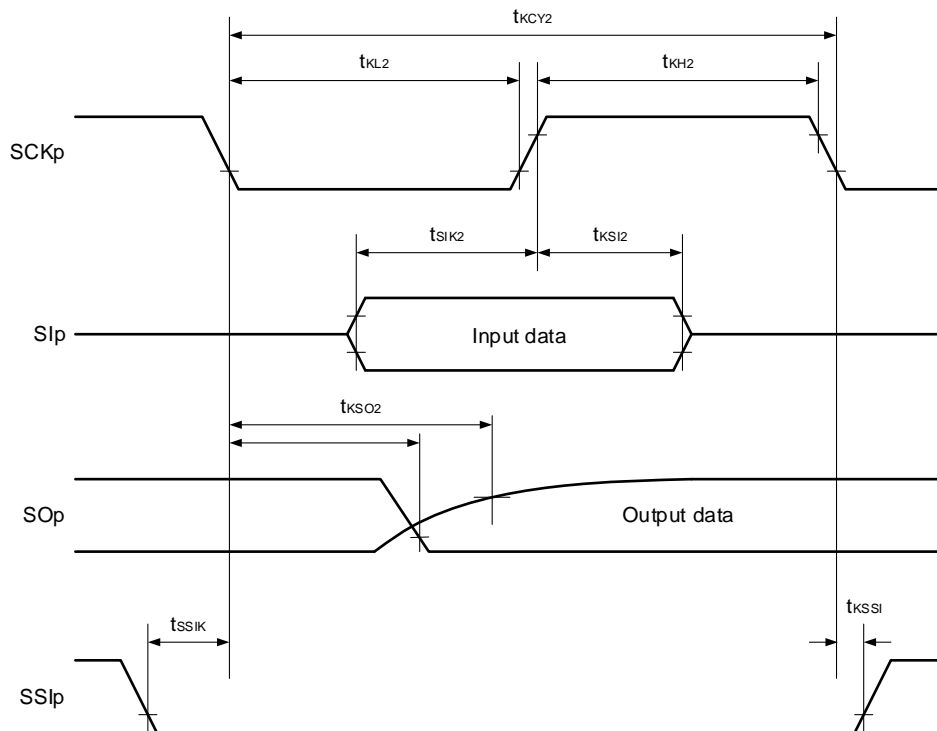 tKCY2
tKL2
tKH2
SCKp
tSIK2
tKSI2
SIp
Input data
tKSO2
SOp
Output data
tSSIK
tKSSI
SSIp